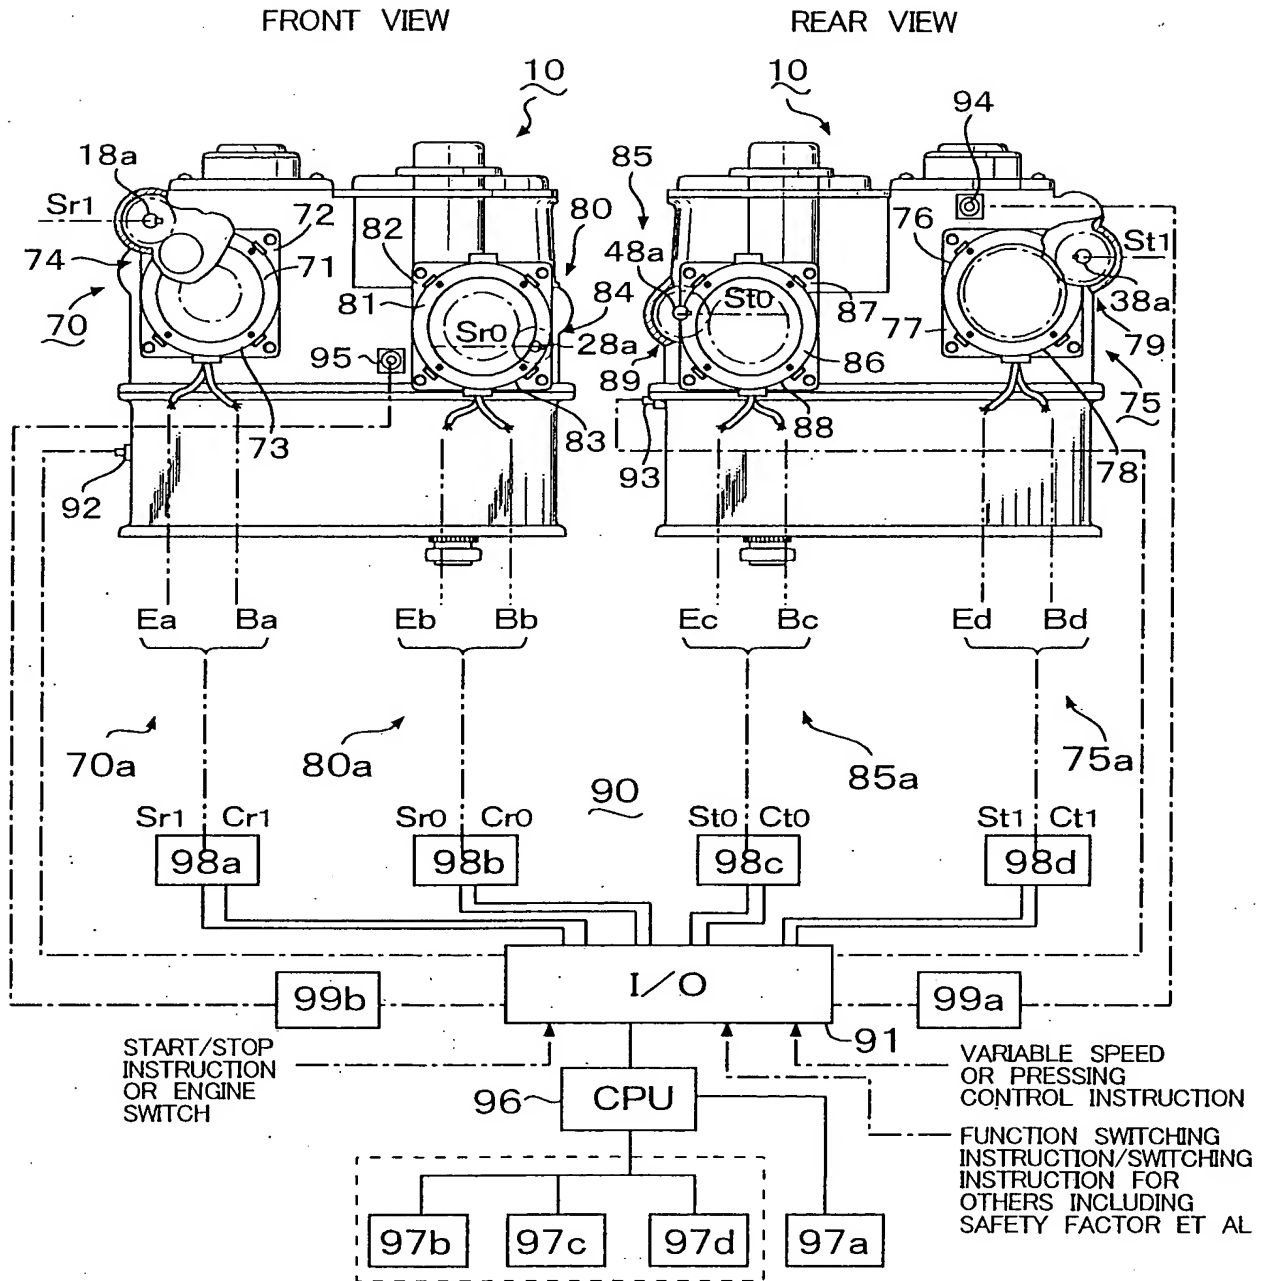 FRONT VIEW
REAR VIEW
10
10
94
18a
85
Sr1
72
82
80
76
St1
74
71
81
48a
St0
87
84
38a
70
Sr0
28a
77
79
95
89
86
75
73
83
93
88
78
92
Ea
Ba
Eb
Bb
Ec
Bc
Ed
Bd
70a
80a
85a
75a
90
Sr1
Cr1
Sr0
Cr0
St0
Ct0
St1
Ct1
98a
98b
98c
98d
I/O
99b
99a
91
START/STOP
INSTRUCTION
OR ENGINE
SWITCH
VARIABLE SPEED
OR PRESSING
CONTROL INSTRUCTION
96
CPU
FUNCTION SWITCHING
INSTRUCTION/SWITCHING
INSTRUCTION FOR
OTHERS INCLUDING
SAFETY FACTOR ET AL
97b
97c
97d
97a